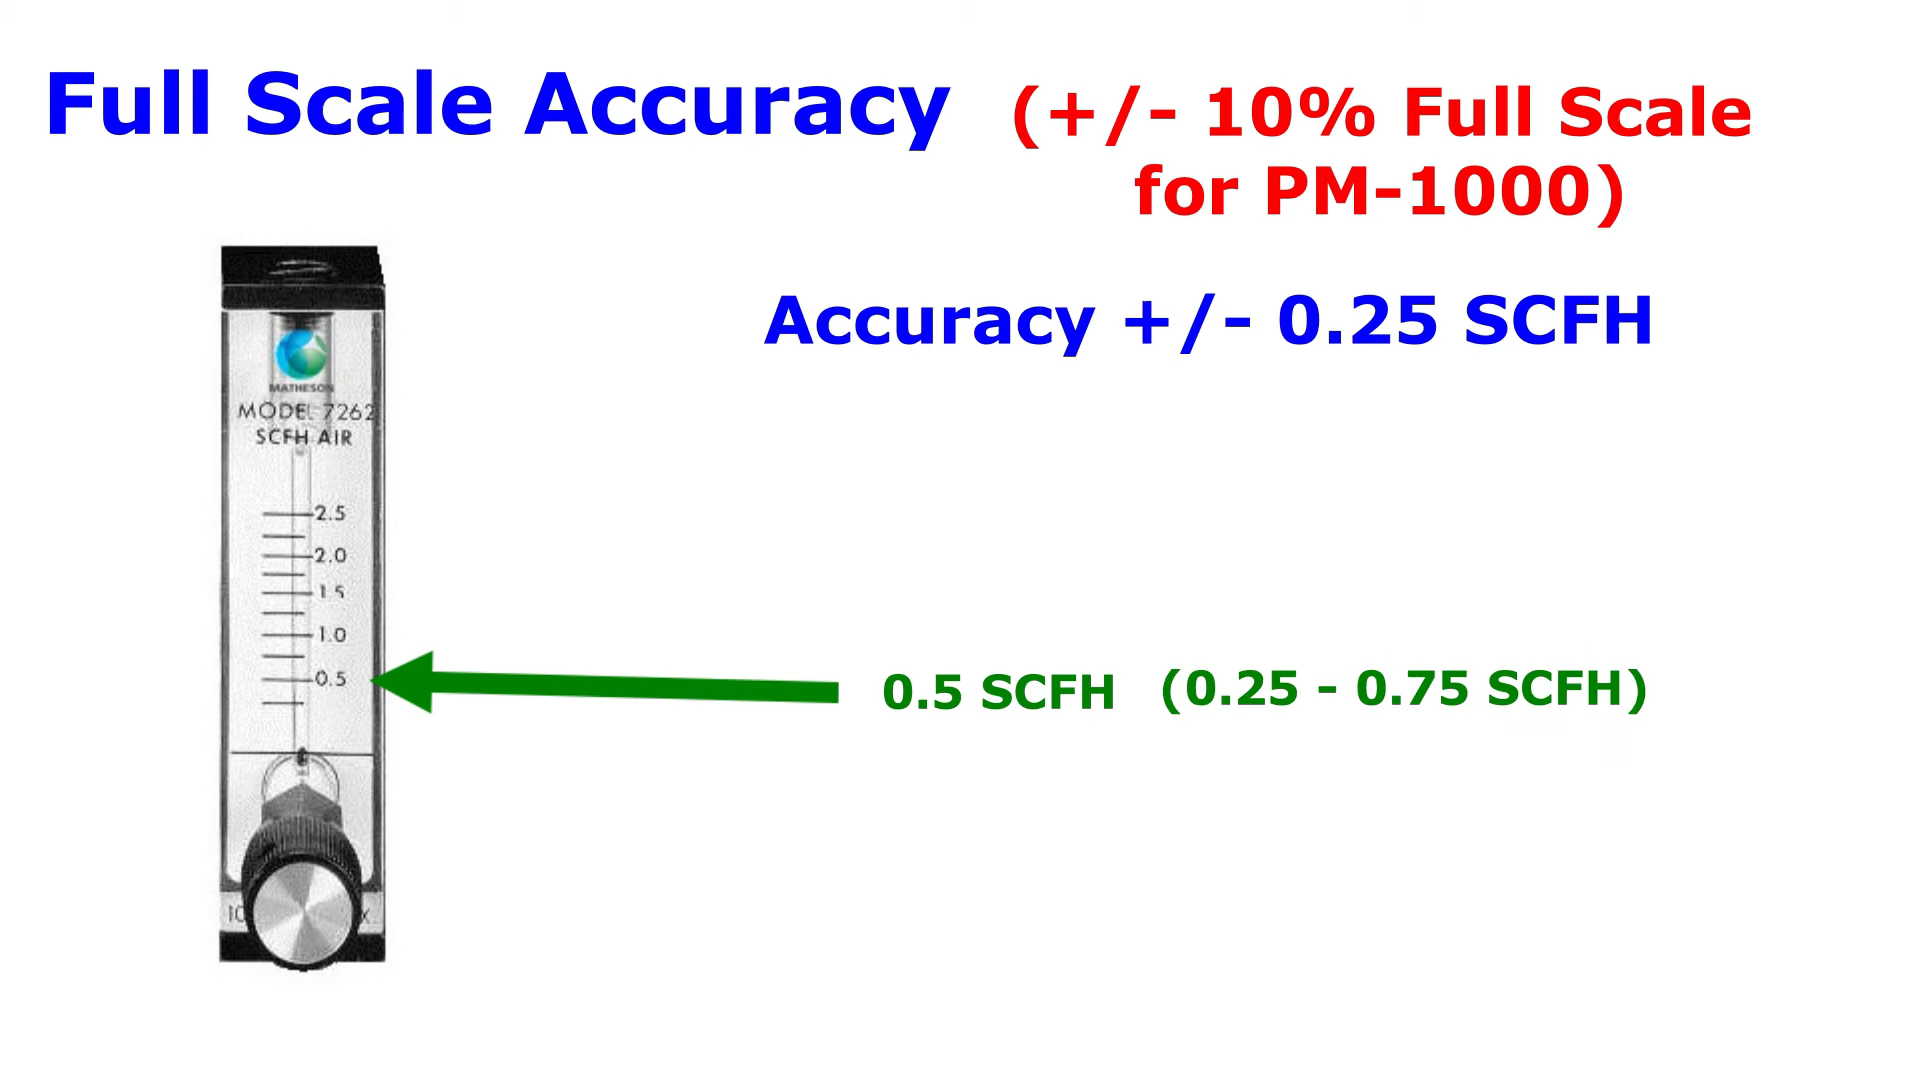 Full Scale Accuracy (+/- 10% Full Scale
for PM-1000)
Accuracy +/- 0.25 SCFH
MATHESON
MODEL 7262
SCFH AIR
2.5
2.0
1.5
1.0
0.5
0.5 SCFH (0.25 - 0.75 SCFH)